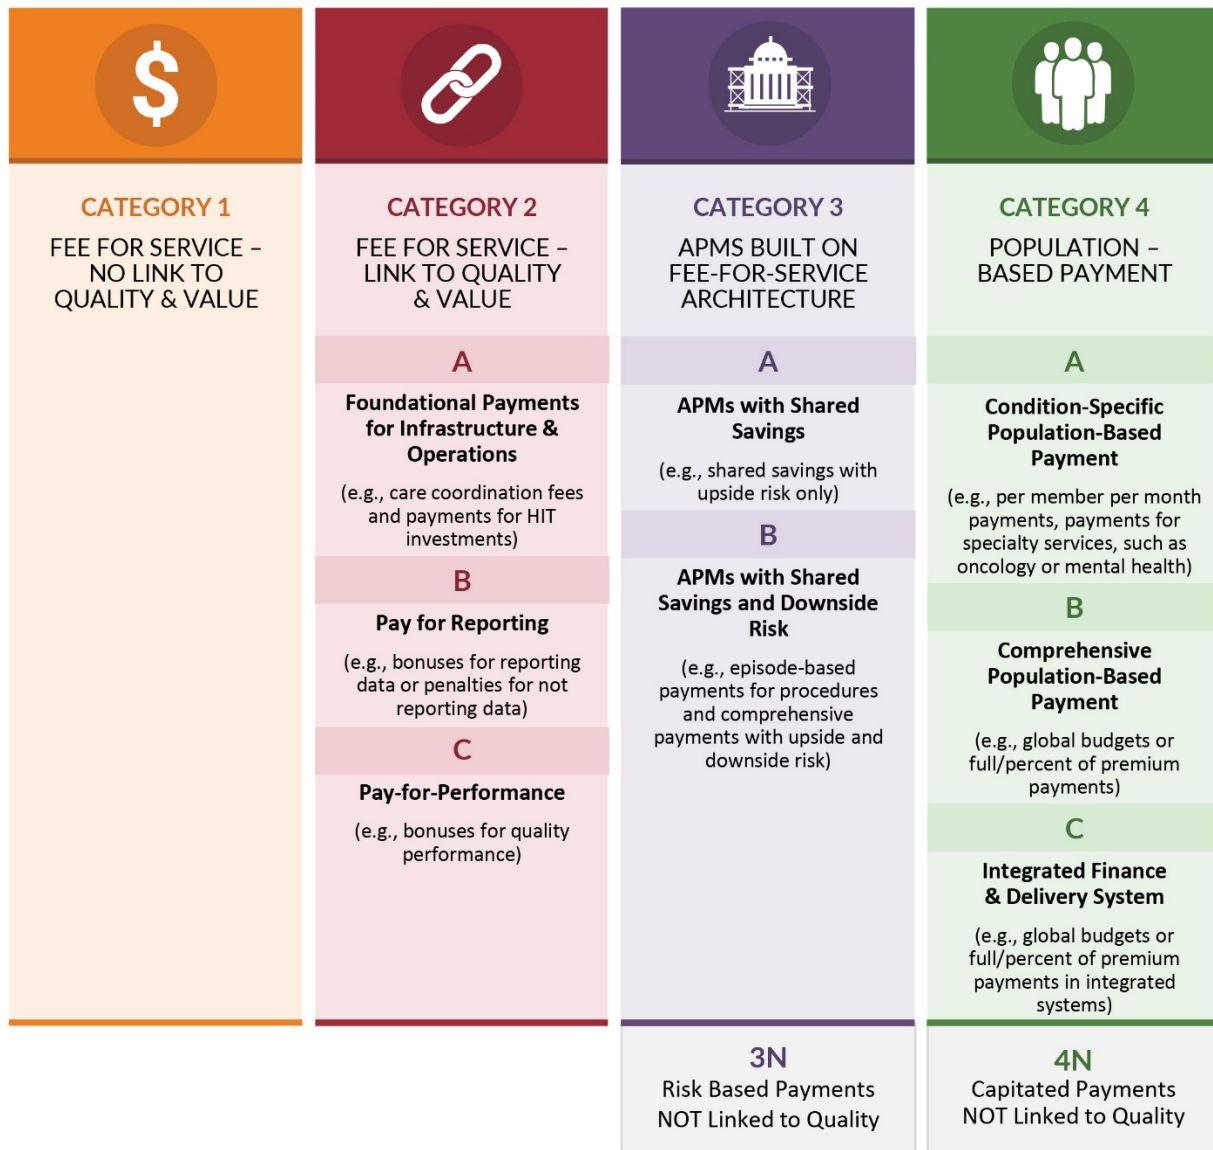 $
CATEGORY 1
FEE FOR SERVICE –
NO LINK TO
QUALITY & VALUE
CATEGORY 2
FEE FOR SERVICE –
LINK TO QUALITY
& VALUE
A
Foundational Payments
for Infrastructure &
Operations
(e.g., care coordination fees
and payments for HIT
investments)
B
Pay for Reporting
(e.g., bonuses for reporting
data or penalties for not
reporting data)
C
Pay-for-Performance
(e.g., bonuses for quality
performance)
CATEGORY 3
APMS BUILT ON
FEE-FOR-SERVICE
ARCHITECTURE
A
APMs with Shared
Savings
(e.g., shared savings with
upside risk only)
B
APMs with Shared
Savings and Downside
Risk
(e.g., episode-based
payments for procedures
and comprehensive
payments with upside and
downside risk)
3N
Risk Based Payments
NOT Linked to Quality
CATEGORY 4
POPULATION –
BASED PAYMENT
A
Condition-Specific
Population-Based
Payment
(e.g., per member per month
payments, payments for
specialty services, such as
oncology or mental health)
B
Comprehensive
Population-Based
Payment
(e.g., global budgets or
full/percent of premium
payments)
C
Integrated Finance
& Delivery System
(e.g., global budgets or
full/percent of premium
payments in integrated
systems)
4N
Capitated Payments
NOT Linked to Quality